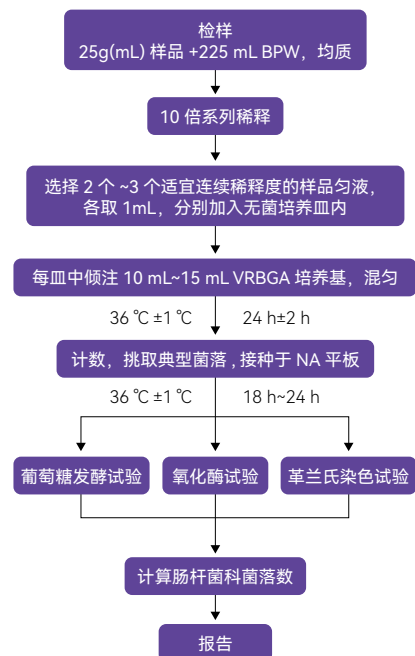 检样
25g(mL) 样品 +225 mL BPW，均质
10 倍系列稀释
选择 2 个 ~3 个适宜连续稀释度的样品匀液，
各取 1mL，分别加入无菌培养皿内
每皿中倾注 10 mL~15 mL VRBGA 培养基，混匀
36 ℃ ±1 ℃ 24 h±2 h
计数，挑取典型菌落 , 接种于 NA 平板
36 ℃ ±1 ℃ 18 h~24 h
葡萄糖发酵试验 氧化酶试验 革兰氏染色试验
计算肠杆菌科菌落数
报告